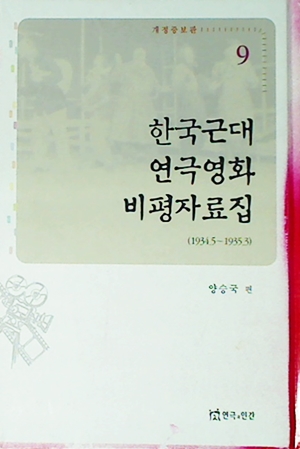 개정증보판
9
한국근대
연극영화
비평자료집
(1934.5-1935.3)
양승국 편
연극과인간